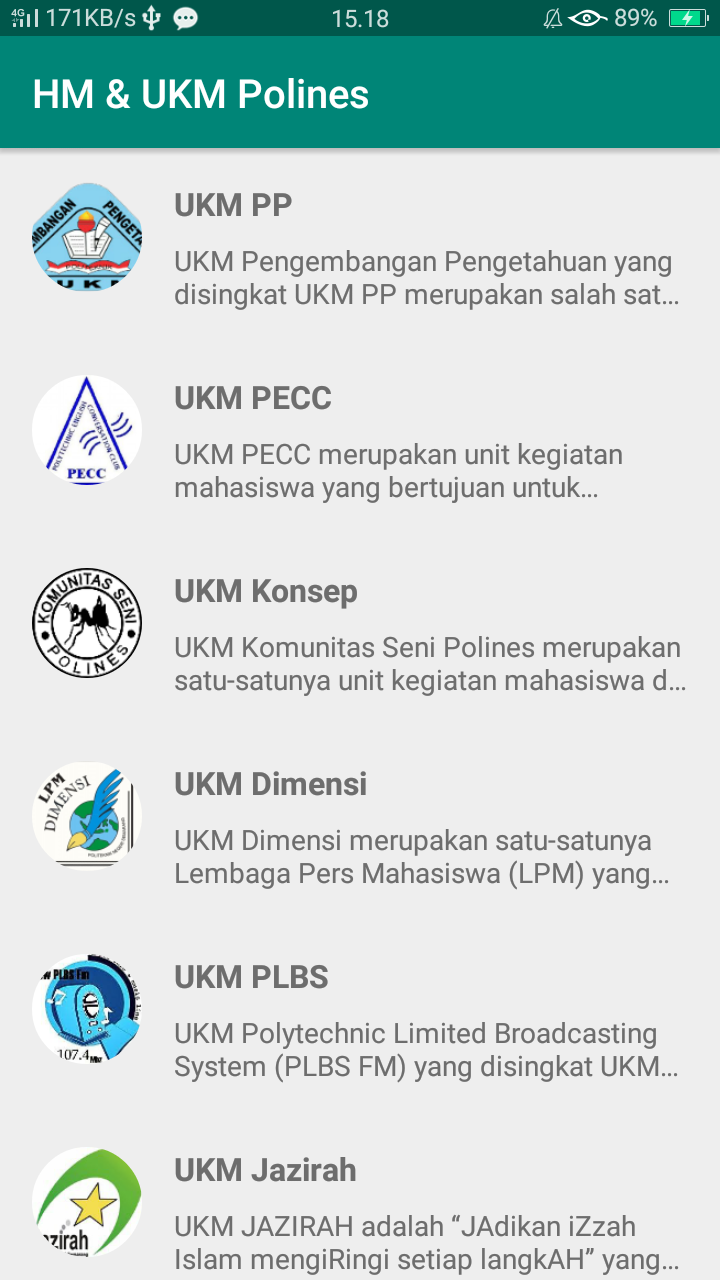 4G 171KB/s 15.18 89%
HM & UKM Polines
MBANGAN PENGETA
UKM PP
UKM Pengembangan Pengetahuan yang
disingkat UKM PP merupakan salah sat...
POLYTECHNIC ENGLISH CONVERSATION CLUB
PECC
UKM PECC
UKM PECC merupakan unit kegiatan
mahasiswa yang bertujuan untuk...
KOMUNITAS SENI
POLINES
UKM Konsep
UKM Komunitas Seni Polines merupakan
satu-satunya unit kegiatan mahasiswa d...
LPM
DIMENSI
UKM Dimensi
UKM Dimensi merupakan satu-satunya
Lembaga Pers Mahasiswa (LPM) yang...
PLBS Fm
107.4
UKM PLBS
UKM Polytechnic Limited Broadcasting
System (PLBS FM) yang disingkat UKM...
zirah
UKM Jazirah
UKM JAZIRAH adalah “JAdikan iZzah
Islam mengiRingi setiap langkAH” yang...